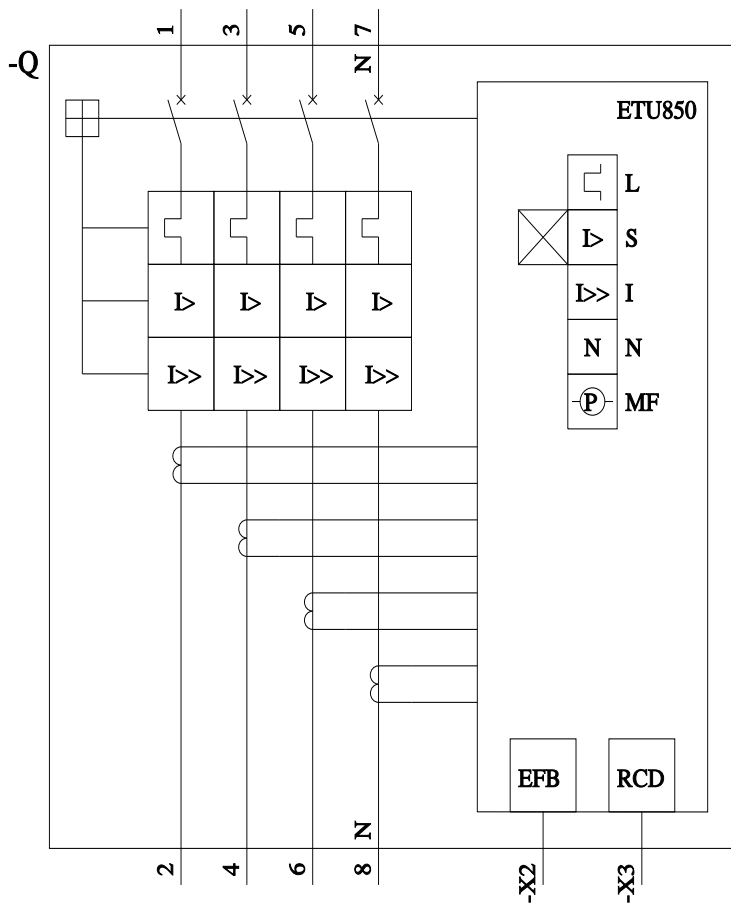 1 3 5 7
N
-Q
ETU850
L
I> S
I> I> I> I>
I>> I
N N
I>> I>> I>> I>>
P MF
EFB RCD
N
2 4 6 8 -X2 -X3